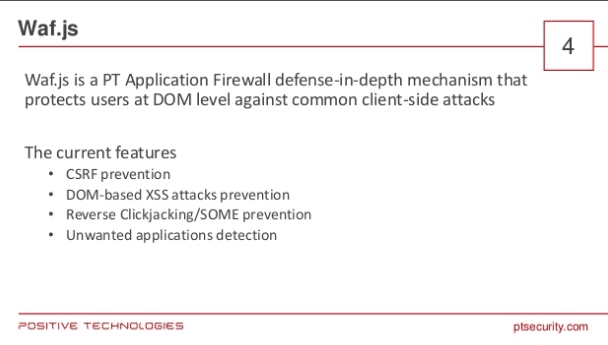 Waf.js
4
Waf.js is a PT Application Firewall defense-in-depth mechanism that
protects users at DOM level against common client-side attacks
The current features
• CSRF prevention
• DOM-based XSS attacks prevention
• Reverse Clickjacking/SOME prevention
• Unwanted applications detection
POSITIVE TECHNOLOGIES
ptsecurity.com